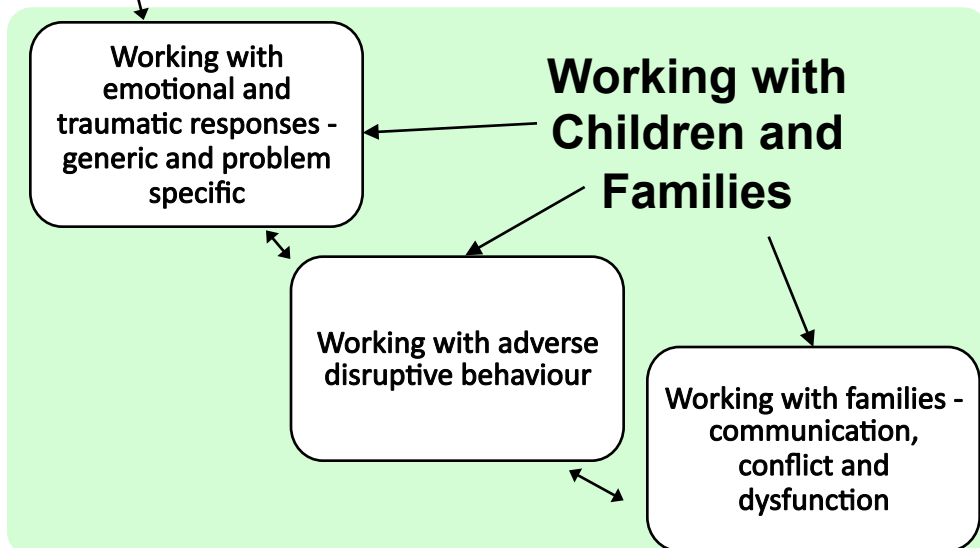 Working with
emotional and
traumatic responses -
generic and problem
specific
Working with
Children and
Families
Working with adverse
disruptive behaviour
Working with families -
communication,
conflict and
dysfunction